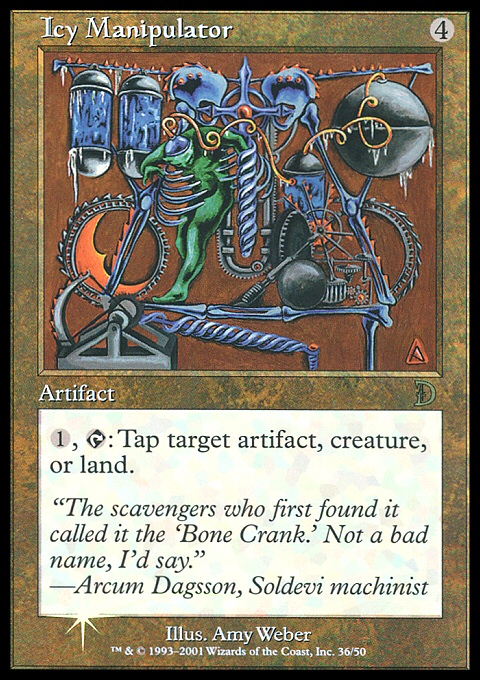 Icy Manipulator 4
Artifact D
1, : Tap target artifact, creature,
or land.
“The scavengers who first found it
called it the ‘Bone Crank.’ Not a bad
name, I’d say.”
—Arcum Dagsson, Soldevi machinist
Illus. Amy Weber
™ & © 1993–2001 Wizards of the Coast, Inc. 36/50